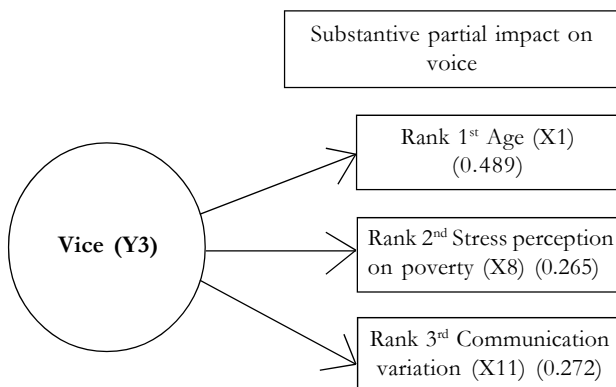 Substantive partial impact on
voice
Rank 1st Age (X1)
(0.489)
Vice (Y3)
Rank 2nd Stress perception
on poverty (X8) (0.265)
Rank 3rd Communication
variation (X11) (0.272)